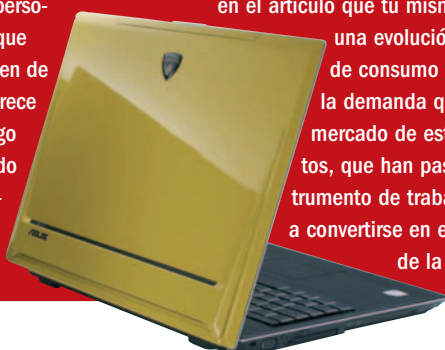 perso-
que
en de
rece
go
do
-
en el artículo que tú mism
una evolució
de consumo
la demanda q
mercado de es
tos, que han pas
trumento de traba
a convertirse en e
de la
ASUS